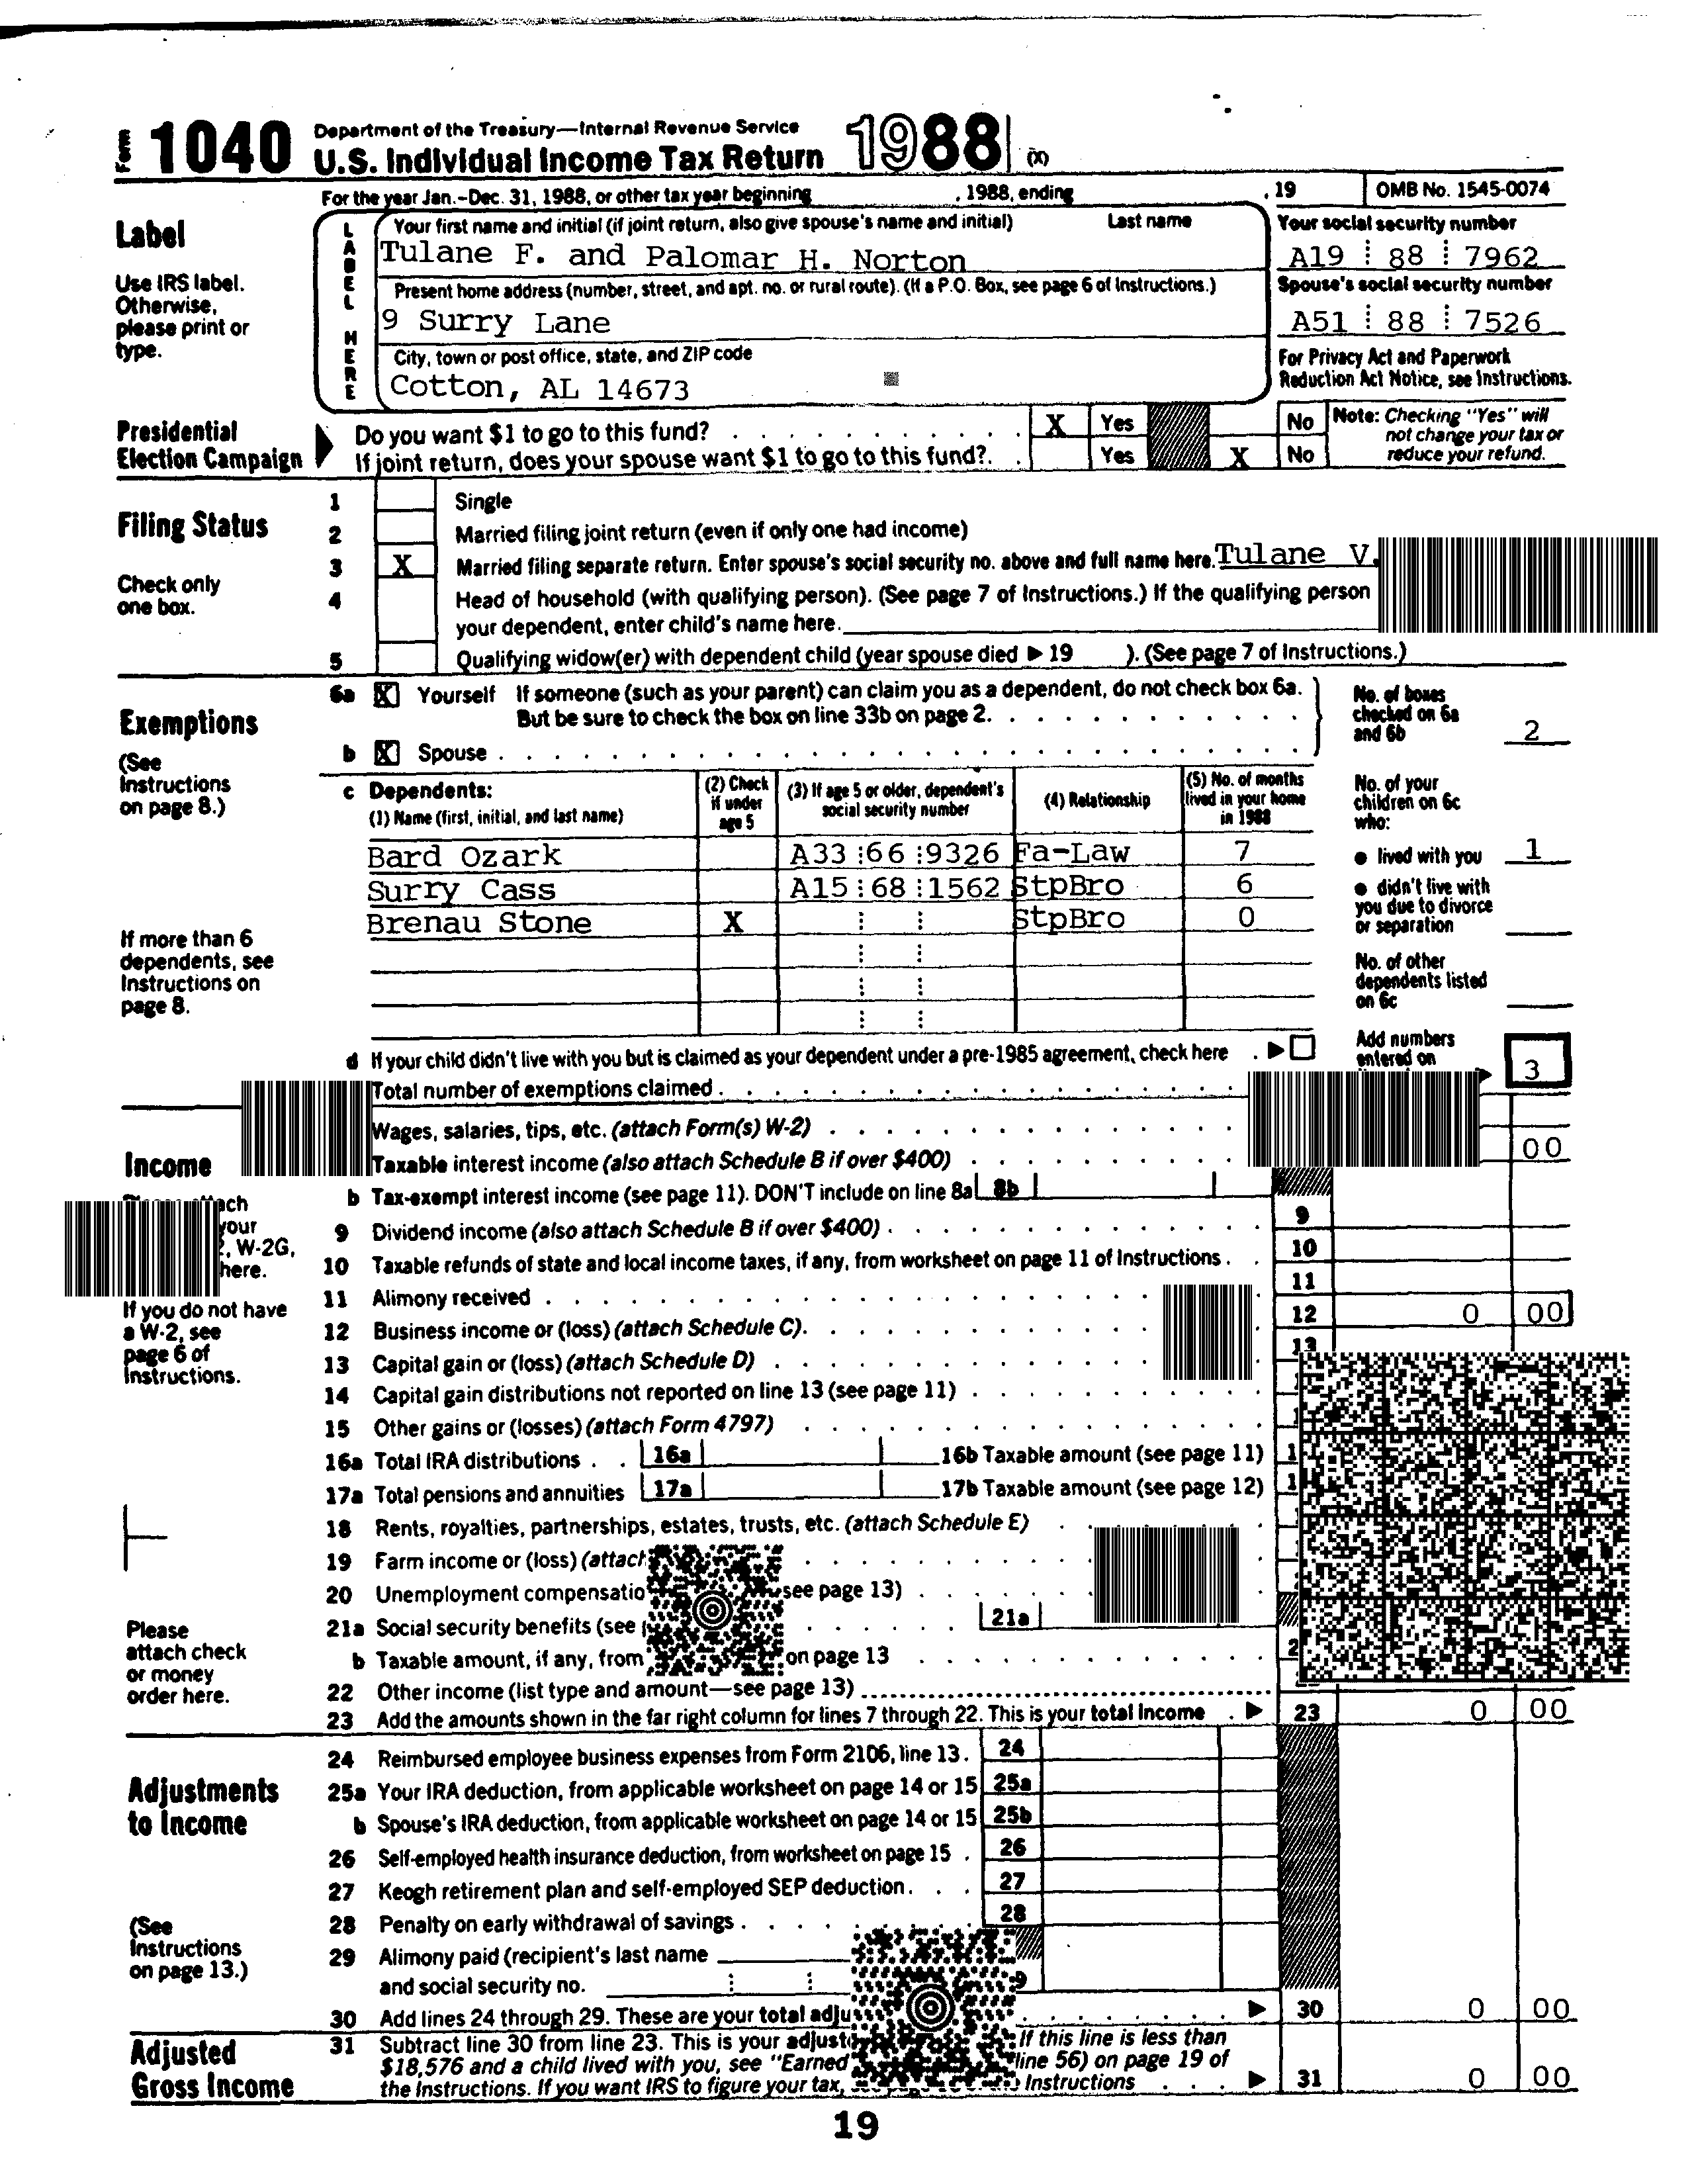 Form 1040 Department of the Treasury—Internal Revenue Service
U.S. Individual Income Tax Return 1988 (X)
For the year Jan.-Dec. 31, 1988, or other tax year beginning , 1988, ending , 19 OMB No. 1545-0074
Label
Use IRS label.
Otherwise,
please print or
type.
LABEL HERE
Your first name and initial (if joint return, also give spouse's name and initial) Last name
Tulane F. and Palomar H. Norton
Present home address (number, street, and apt. no. or rural route). (If a P.O. Box, see page 6 of Instructions.)
9 Surry Lane
City, town or post office, state, and ZIP code
Cotton, AL 14673
Your social security number
A19 88 7962
Spouse's social security number
A51 88 7526
For Privacy Act and Paperwork
Reduction Act Notice, see Instructions.
Presidential
Election Campaign
Do you want $1 to go to this fund? X Yes No
If joint return, does your spouse want $1 to go to this fund? Yes X No
Note: Checking "Yes" will
not change your tax or
reduce your refund.
Filing Status
Check only
one box.
1 Single
2 Married filing joint return (even if only one had income)
3 X Married filing separate return. Enter spouse's social security no. above and full name here. Tulane V.
4 Head of household (with qualifying person). (See page 7 of Instructions.) If the qualifying person
your dependent, enter child's name here.
5 Qualifying widow(er) with dependent child (year spouse died ▶ 19 ). (See page 7 of Instructions.)
Exemptions
(See
Instructions
on page 8.)
6a X Yourself If someone (such as your parent) can claim you as a dependent, do not check box 6a.
But be sure to check the box on line 33b on page 2.
b X Spouse
No. of boxes
checked on 6a
and 6b 2
c Dependents:
(1) Name (first, initial, and last name)
(2) Check
if under
age 5
(3) If age 5 or older, dependent's
social security number
(4) Relationship
(5) No. of months
lived in your home
in 1988
Bard Ozark A33 66 9326 Fa-Law 7
Surry Cass A15 68 1562 StpBro 6
Brenau Stone X StpBro 0
If more than 6
dependents, see
Instructions on
page 8.
No. of your
children on 6c
who:
● lived with you 1
● didn't live with
you due to divorce
or separation
No. of other
dependents listed
on 6c
Add numbers
entered on
3
d If your child didn't live with you but is claimed as your dependent under a pre-1985 agreement, check here ▶
Total number of exemptions claimed
Income
ach
your
, W-2G,
here.
If you do not have
a W-2, see
page 6 of
Instructions.
Wages, salaries, tips, etc. (attach Form(s) W-2)
Taxable interest income (also attach Schedule B if over $400) 00
b Tax-exempt interest income (see page 11). DON'T include on line 8a 8b
9 Dividend income (also attach Schedule B if over $400) 9
10 Taxable refunds of state and local income taxes, if any, from worksheet on page 11 of Instructions 10
11 Alimony received 11
12 Business income or (loss) (attach Schedule C) 12 0 00
13 Capital gain or (loss) (attach Schedule D) 13
14 Capital gain distributions not reported on line 13 (see page 11)
15 Other gains or (losses) (attach Form 4797)
16a Total IRA distributions 16a 16b Taxable amount (see page 11)
17a Total pensions and annuities 17a 17b Taxable amount (see page 12)
18 Rents, royalties, partnerships, estates, trusts, etc. (attach Schedule E)
19 Farm income or (loss) (attach
20 Unemployment compensatio see page 13)
21a Social security benefits (see 21a
b Taxable amount, if any, from on page 13
22 Other income (list type and amount—see page 13)
23 Add the amounts shown in the far right column for lines 7 through 22. This is your total income ▶ 23 0 00
Please
attach check
or money
order here.
Adjustments
to Income
(See
Instructions
on page 13.)
24 Reimbursed employee business expenses from Form 2106, line 13. 24
25a Your IRA deduction, from applicable worksheet on page 14 or 15 25a
b Spouse's IRA deduction, from applicable worksheet on page 14 or 15 25b
26 Self-employed health insurance deduction, from worksheet on page 15 26
27 Keogh retirement plan and self-employed SEP deduction 27
28 Penalty on early withdrawal of savings 28
29 Alimony paid (recipient's last name
and social security no. 9
30 Add lines 24 through 29. These are your total adju ▶ 30 0 00
Adjusted
Gross Income
31 Subtract line 30 from line 23. This is your adjust If this line is less than
$18,576 and a child lived with you, see "Earned line 56) on page 19 of
the Instructions. If you want IRS to figure your tax, Instructions ▶ 31 0 00
19